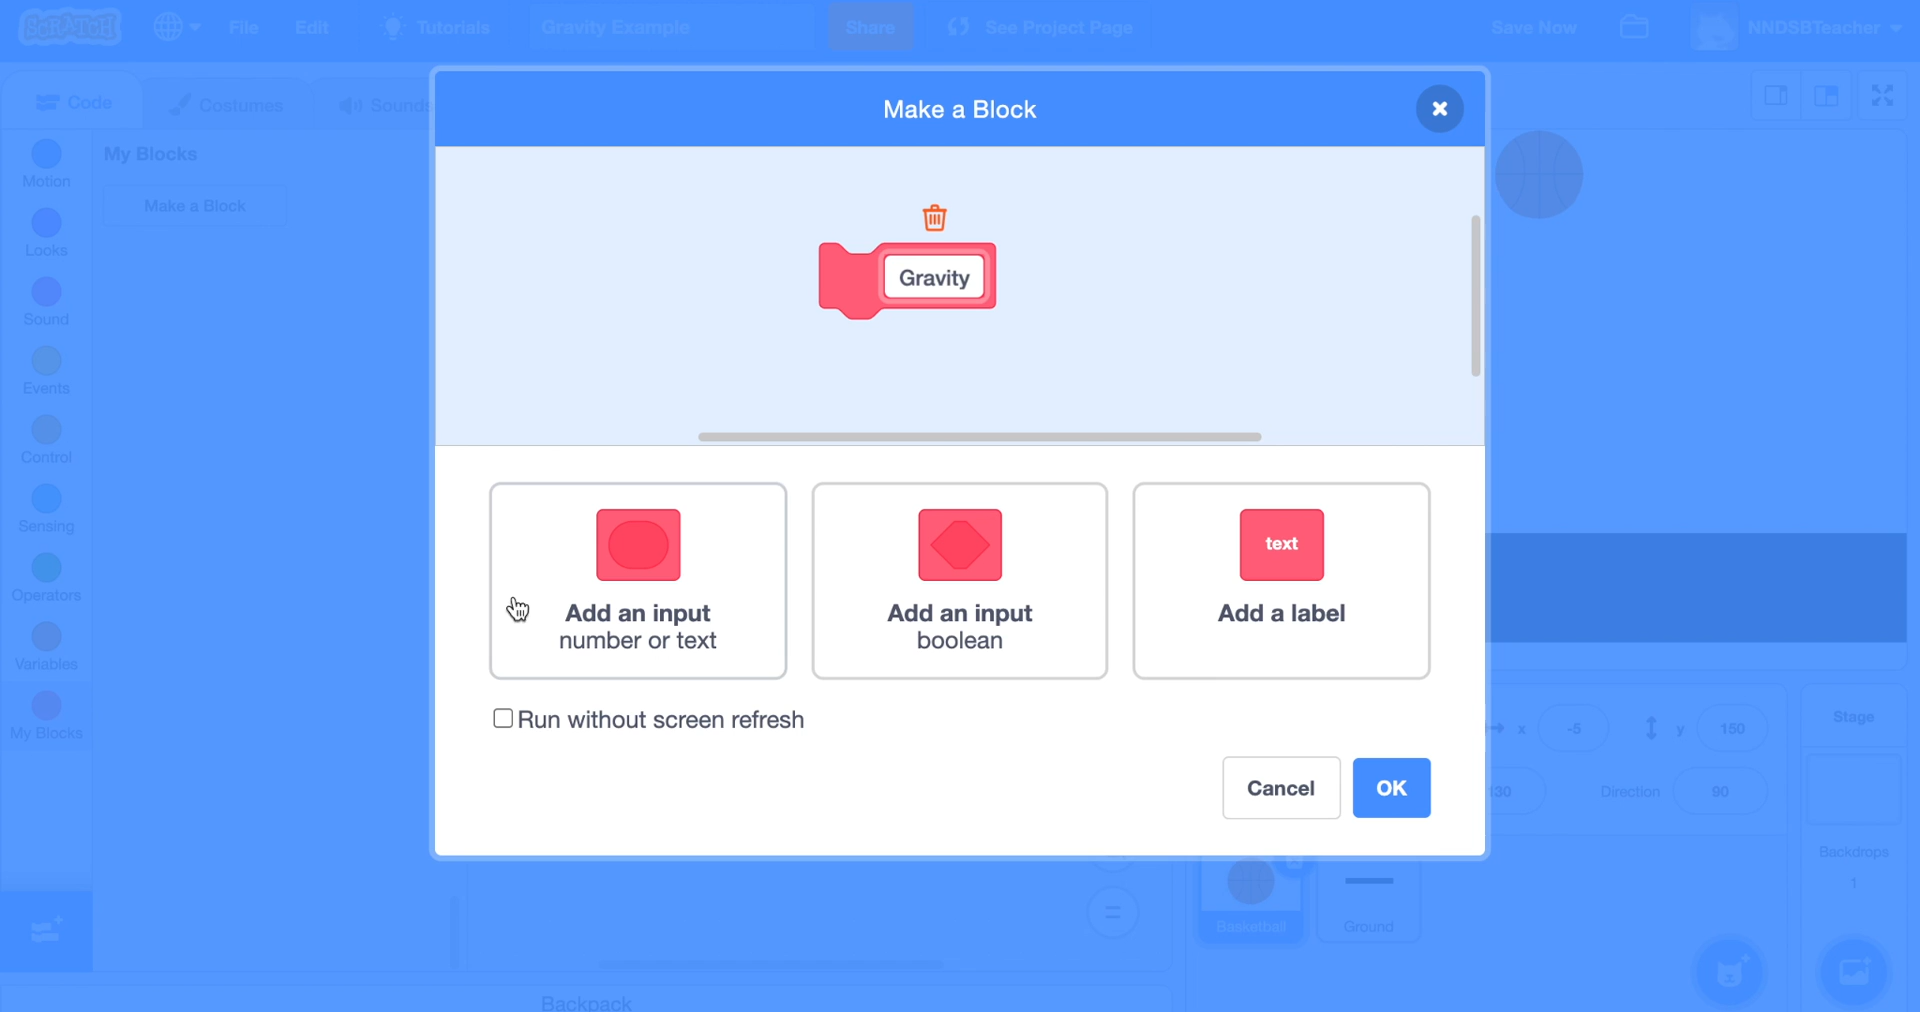 SCRATCH
File
Edit
Tutorials
Gravity Example
Share
See Project Page
Save Now
NNDSBTeacher
Code
Costumes
Sounds
Make a Block
Motion
Looks
Sound
Events
Control
Sensing
Operators
Variables
My Blocks
My Blocks
Make a Block
Gravity
Add an input
number or text
Add an input
boolean
text
Add a label
Run without screen refresh
Cancel
OK
x
-5
y
150
130
Direction
90
Stage
Backdrops
1
Basketball
Ground
Backpack